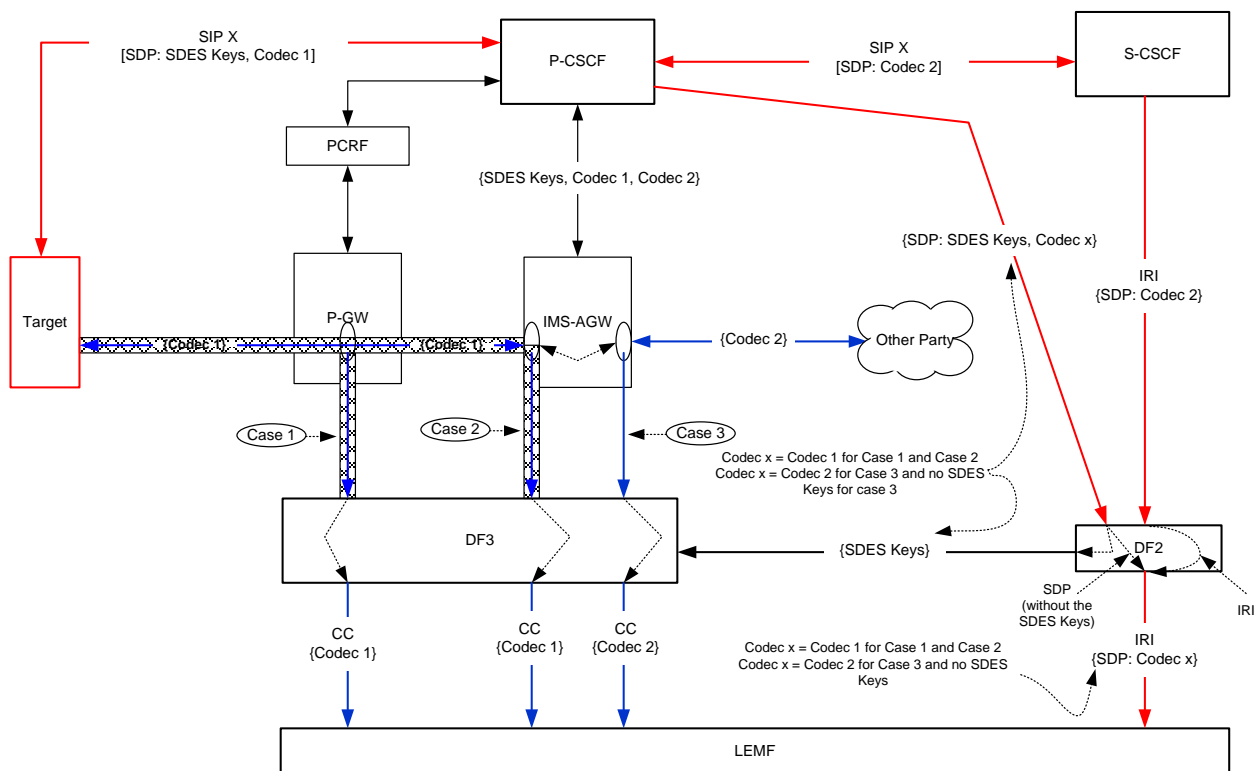 SIP X
[SDP: SDES Keys, Codec 1]
P-CSCF
SIP X
[SDP: Codec 2]
S-CSCF
PCRF
{SDES Keys, Codec 1, Codec 2}
{SDP: SDES Keys, Codec x}
IRI
{SDP: Codec 2}
Target
P-GW
IMS-AGW
{Codec 1}
{Codec 1}
{Codec 2}
Other Party
Case 1
Case 2
Case 3
Codec x = Codec 1 for Case 1 and Case 2
Codec x = Codec 2 for Case 3 and no SDES
Keys for case 3
DF3
{SDES Keys}
DF2
SDP
(without the
SDES Keys)
IRI
CC
{Codec 1}
CC
{Codec 1}
CC
{Codec 2}
Codec x = Codec 1 for Case 1 and Case 2
Codec x = Codec 2 for Case 3 and no SDES
Keys
IRI
{SDP: Codec x}
LEMF